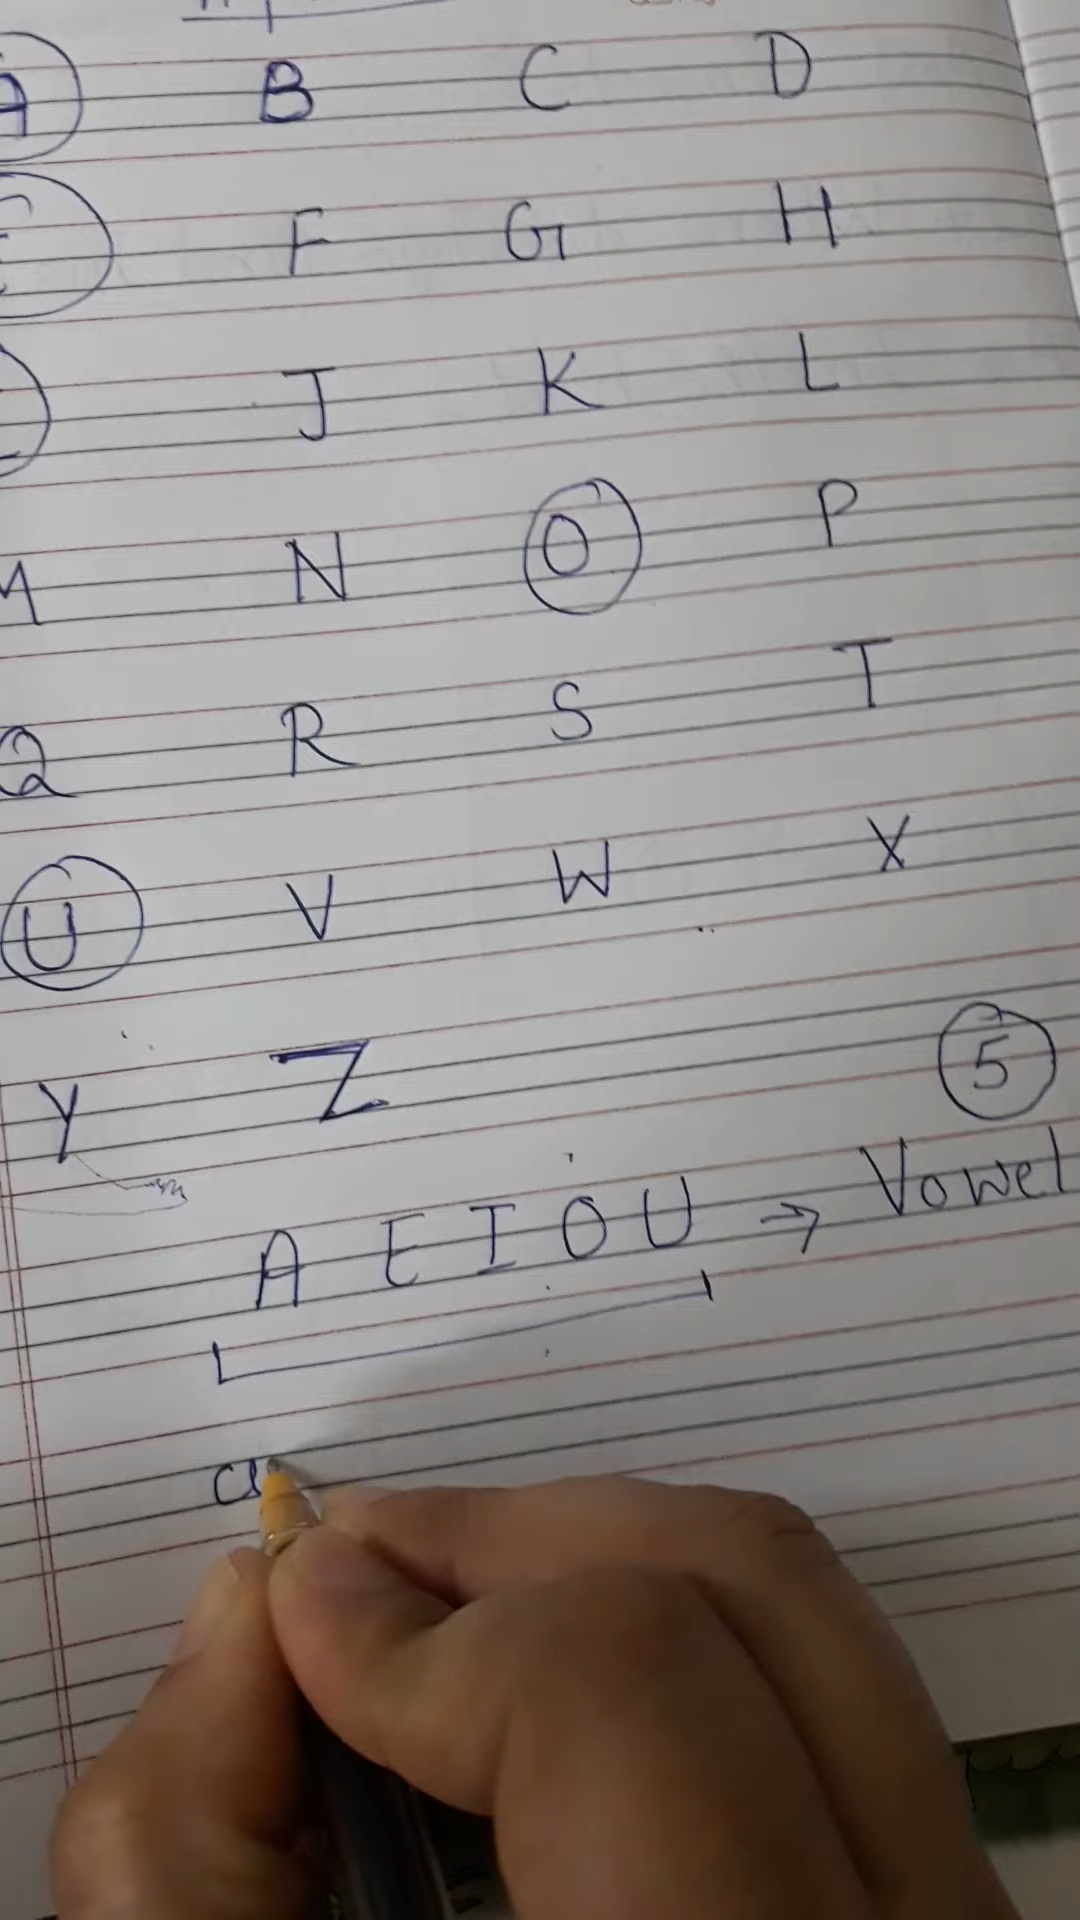 A B C D
E F G H
J K L
M N O P
Q R S T
U V W X
Y Z
5
A E I O U → Vowel
a